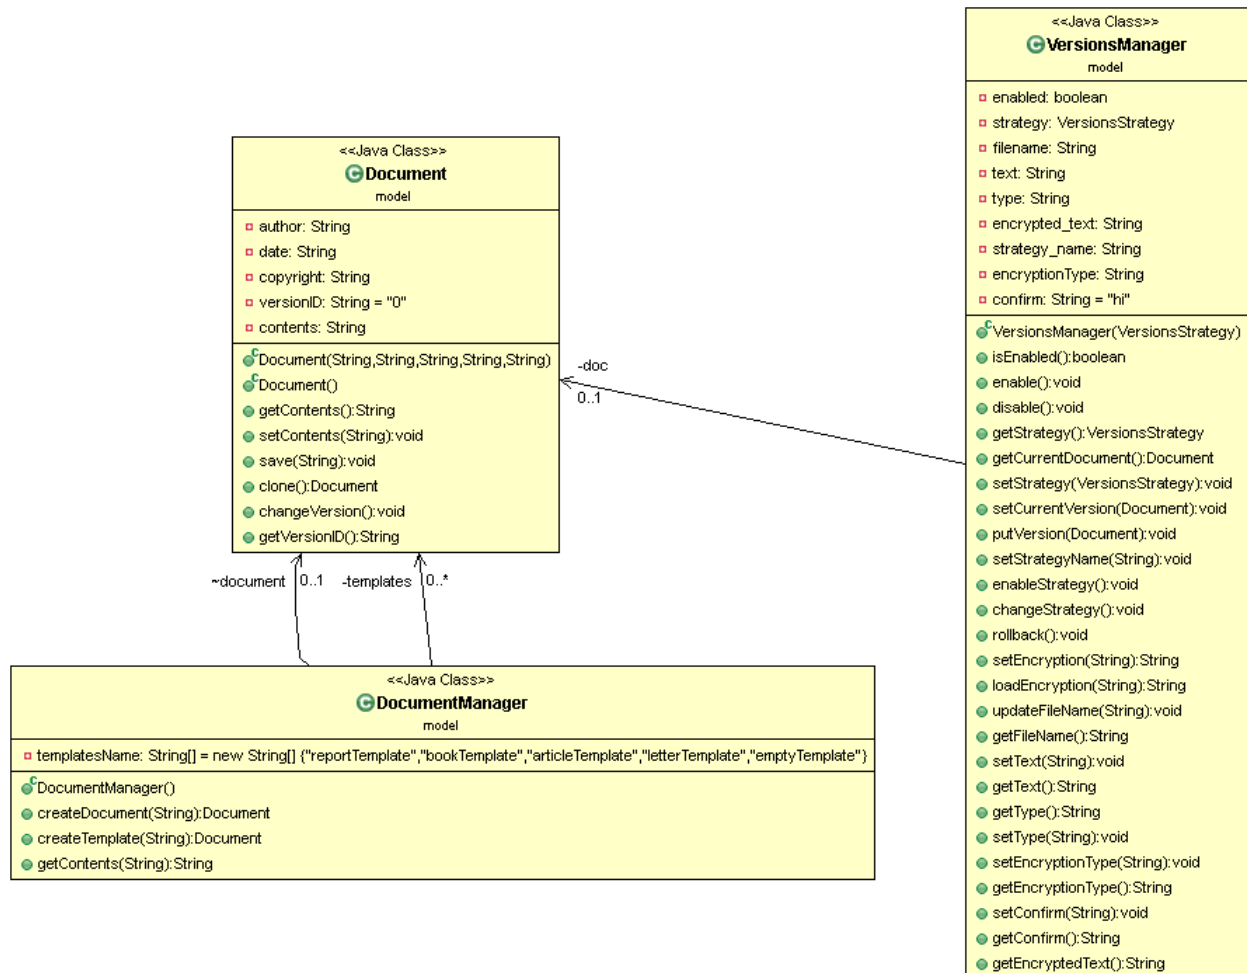 <<Java Class>>
VersionsManager
model
enabled: boolean
strategy: VersionsStrategy
filename: String
text: String
type: String
encrypted_text: String
strategy_name: String
encryptionType: String
confirm: String = "hi"
VersionsManager(VersionsStrategy)
isEnabled():boolean
enable():void
disable():void
getStrategy():VersionsStrategy
getCurrentDocument():Document
setStrategy(VersionsStrategy):void
setCurrentVersion(Document):void
putVersion(Document):void
setStrategyName(String):void
enableStrategy():void
changeStrategy():void
rollback():void
setEncryption(String):String
loadEncryption(String):String
updateFileName(String):void
getFileName():String
setText(String):void
getText():String
getType():String
setType(String):void
setEncryptionType(String):void
getEncryptionType():String
setConfirm(String):void
getConfirm():String
getEncryptedText():String
<<Java Class>>
Document
model
author: String
date: String
copyright: String
versionID: String = "0"
contents: String
Document(String,String,String,String,String)
Document()
getContents():String
setContents(String):void
save(String):void
clone():Document
changeVersion():void
getVersionID():String
-doc
0..1
~document 0..1
-templates 0..*
<<Java Class>>
DocumentManager
model
templatesName: String[] = new String[] {"reportTemplate","bookTemplate","articleTemplate","letterTemplate","emptyTemplate"}
DocumentManager()
createDocument(String):Document
createTemplate(String):Document
getContents(String):String